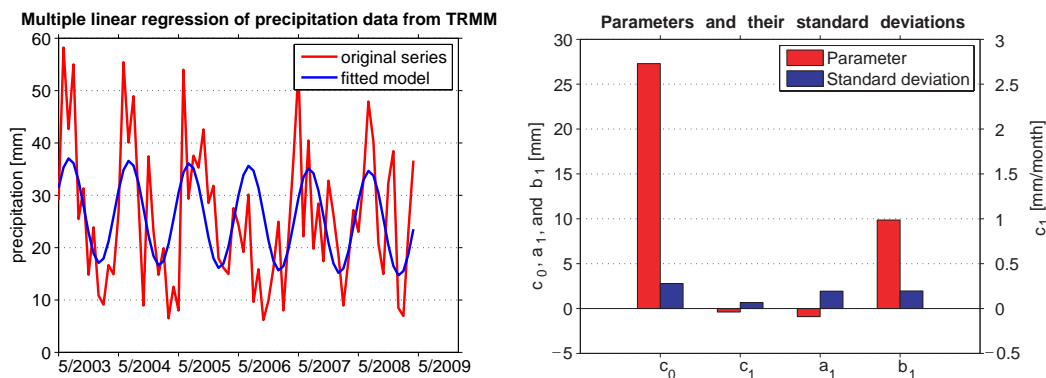 Multiple linear regression of precipitation data from TRMM
60
50
40
30
20
10
0
precipitation [mm]
original series
fitted model
5/2003 5/2004 5/2005 5/2006 5/2007 5/2008 5/2009
Parameters and their standard deviations
30
25
20
15
10
5
0
−5
c0, a1, and b1 [mm]
Parameter
Standard deviation
3
2.5
2
1.5
1
0.5
0
−0.5
c1 [mm/month]
c0 c1 a1 b1